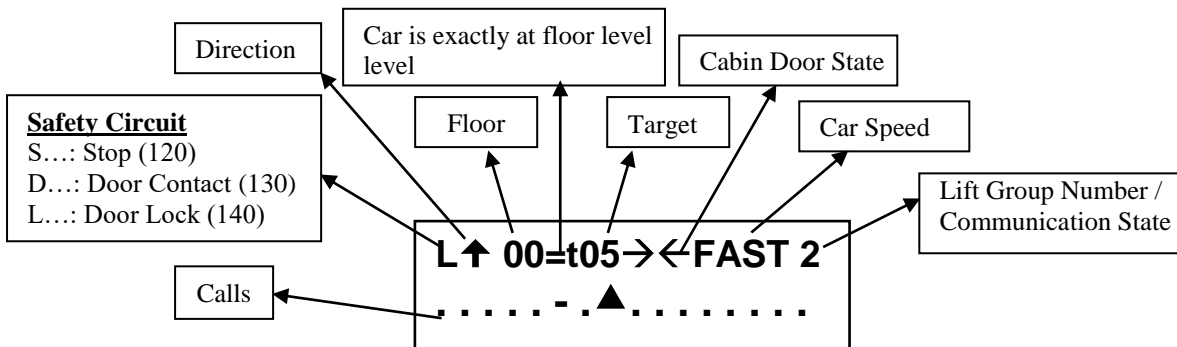 Direction
Car is exactly at floor level
level
Cabin Door State
Floor
Target
Car Speed
Safety Circuit
S…: Stop (120)
D…: Door Contact (130)
L…: Door Lock (140)
Lift Group Number /
Communication State
L↑ 00=t05→←FAST 2
Calls
. . . . . - . ▲ . . . . . . . .